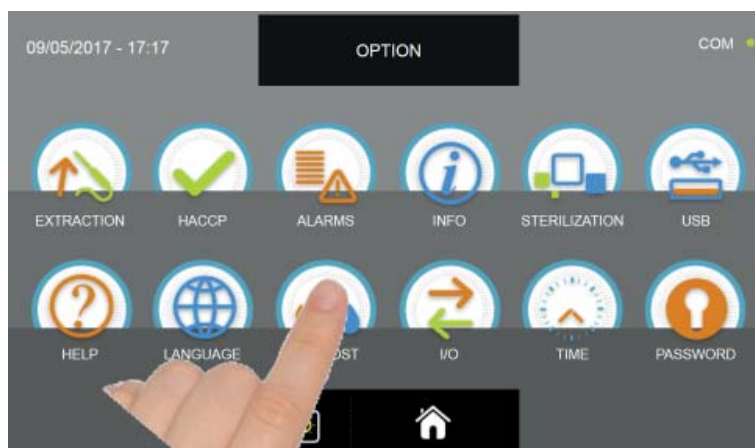 09/05/2017 - 17:17
OPTION
COM
EXTRACTION
HACCP
ALARMS
INFO
STERILIZATION
USB
HELP
LANGUAGE
I/O
TIME
PASSWORD